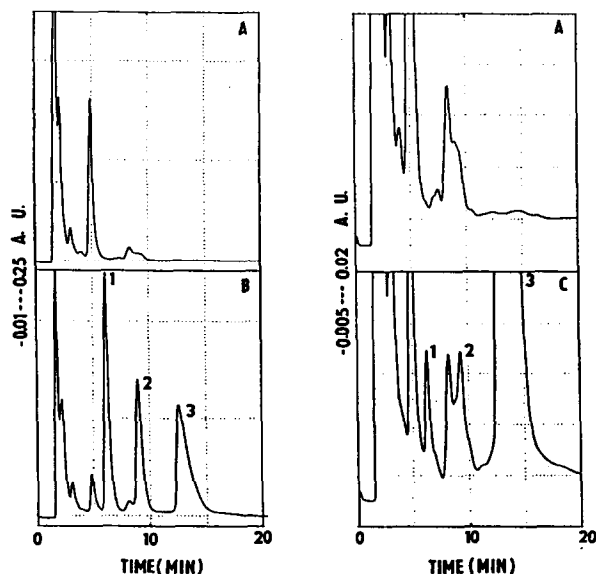 A
-0.01---0.25 A. U.
B
1
2
3
0 10 20
TIME(MIN)
A
-0.005---0.02 A. U.
C
1
2
3
0 10 20
TIME (MIN)